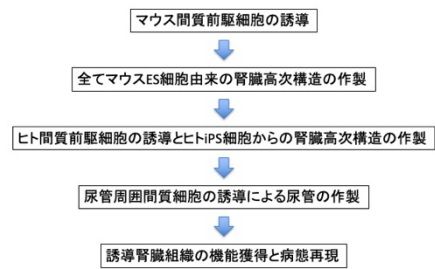 マウス間質前駆細胞の誘導
全てマウスES細胞由来の腎臓高次構造の作製
ヒト間質前駆細胞の誘導とヒトiPS細胞からの腎臓高次構造の作製
尿管周囲間質細胞の誘導による尿管の作製
誘導腎臓組織の機能獲得と病態再現